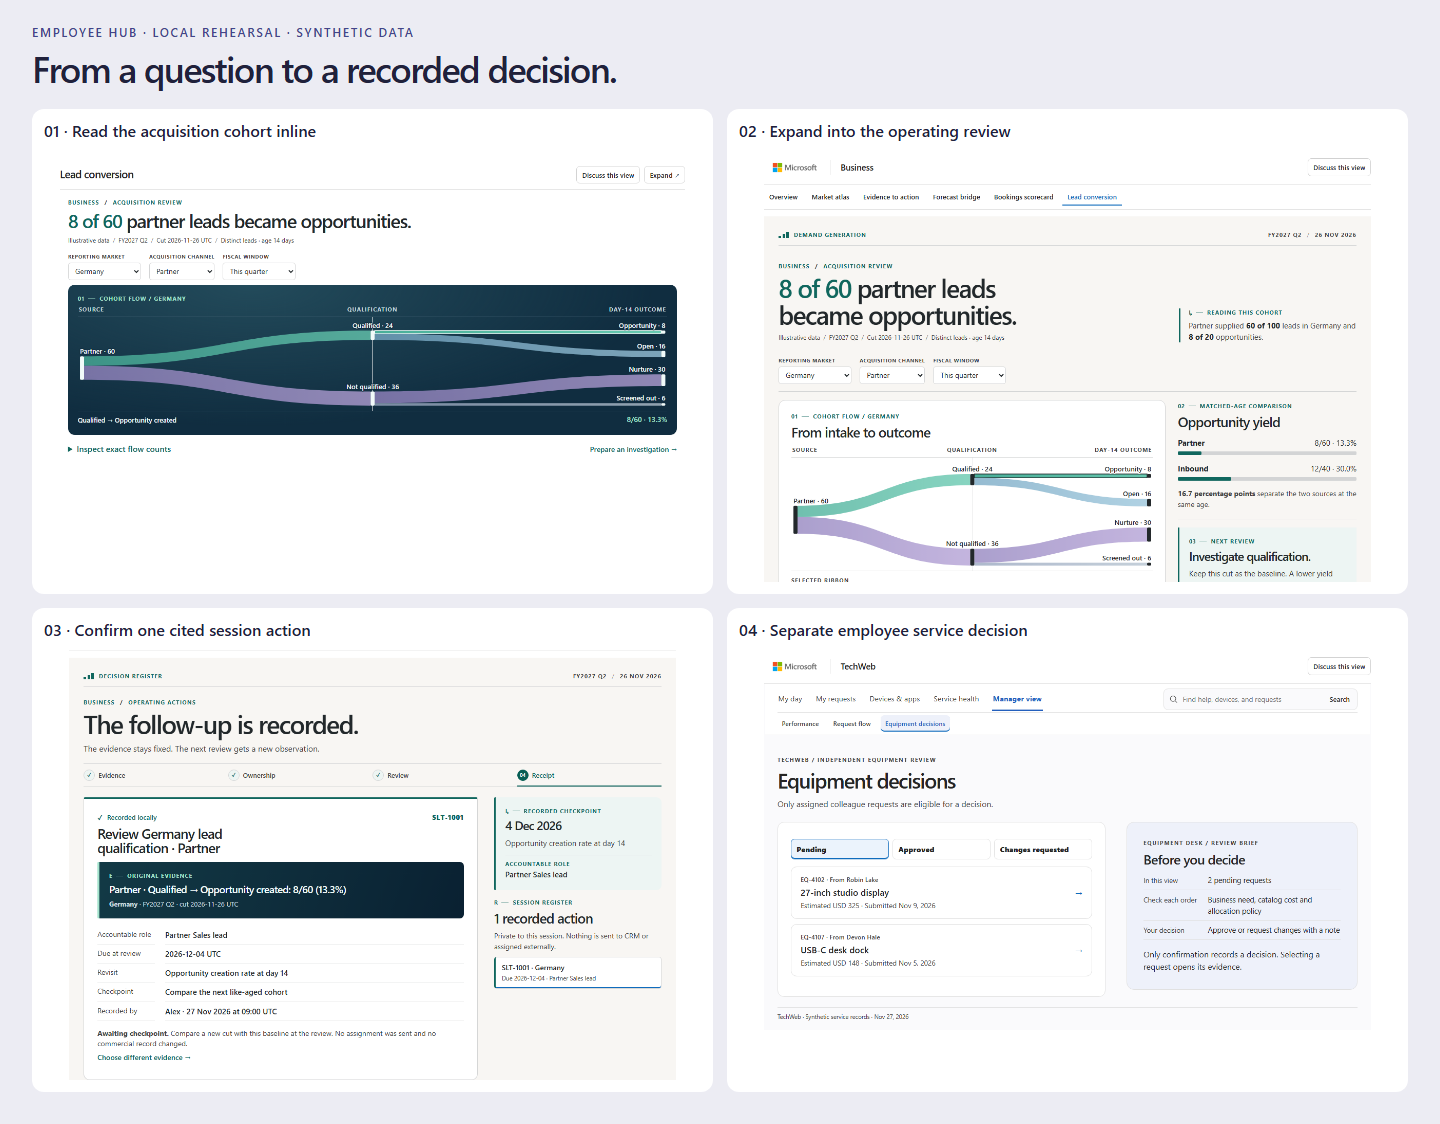 EMPLOYEE HUB · LOCAL REHEARSAL · SYNTHETIC DATA
From a question to a recorded decision.
01 · Read the acquisition cohort inline
Lead conversion
Discuss this view
Expand ↗
BUSINESS / ACQUISITION REVIEW
8 of 60 partner leads became opportunities.
Illustrative data / FY2027 Q2 / Cut 2026-11-26 UTC / Distinct leads · age 14 days
REPORTING MARKET
ACQUISITION CHANNEL
FISCAL WINDOW
Germany
Partner
This quarter
01 — COHORT FLOW / GERMANY
SOURCE
QUALIFICATION
DAY-14 OUTCOME
Qualified · 24
Opportunity · 8
Open · 16
Partner · 60
Nurture · 30
Not qualified · 36
Screened out · 6
Qualified → Opportunity created
8/60 · 13.3%
Inspect exact flow counts
Prepare an investigation →
02 · Expand into the operating review
Microsoft
Business
Discuss this view
Overview
Market atlas
Evidence to action
Forecast bridge
Bookings scorecard
Lead conversion
DEMAND GENERATION
FY2027 Q2 / 26 NOV 2026
BUSINESS / ACQUISITION REVIEW
8 of 60 partner leads
became opportunities.
Illustrative data / FY2027 Q2 / Cut 2026-11-26 UTC / Distinct leads · age 14 days
L — READING THIS COHORT
Partner supplied 60 of 100 leads in Germany and
8 of 20 opportunities.
REPORTING MARKET
ACQUISITION CHANNEL
FISCAL WINDOW
Germany
Partner
This quarter
01 — COHORT FLOW / GERMANY
From intake to outcome
SOURCE
QUALIFICATION
DAY-14 OUTCOME
Qualified · 24
Opportunity · 8
Open · 16
Partner · 60
Nurture · 30
Not qualified · 36
Screened out · 6
SELECTED RIBBON
02 — MATCHED-AGE COMPARISON
Opportunity yield
Partner
8/60 · 13.3%
Inbound
12/40 · 30.0%
16.7 percentage points separate the two sources at the
same age.
03 — NEXT REVIEW
Investigate qualification.
Keep this cut as the baseline. A lower yield
03 · Confirm one cited session action
DECISION REGISTER
FY2027 Q2 / 26 NOV 2026
BUSINESS / OPERATING ACTIONS
The follow-up is recorded.
The evidence stays fixed. The next review gets a new observation.
✓ Evidence
✓ Ownership
✓ Review
04 Receipt
✓ Recorded locally
SLT-1001
Review Germany lead
qualification · Partner
E — ORIGINAL EVIDENCE
Partner · Qualified → Opportunity created: 8/60 (13.3%)
Germany · FY2027 Q2 · cut 2026-11-26 UTC
Accountable role
Partner Sales lead
Due at review
2026-12-04 UTC
Revisit
Opportunity creation rate at day 14
Checkpoint
Compare the next like-aged cohort
Recorded by
Alex · 27 Nov 2026 at 09:00 UTC
Awaiting checkpoint. Compare a new cut with this baseline at the review. No assignment was sent and no
commercial record changed.
Choose different evidence →
L — RECORDED CHECKPOINT
4 Dec 2026
Opportunity creation rate at day 14
ACCOUNTABLE ROLE
Partner Sales lead
R — SESSION REGISTER
1 recorded action
Private to this session. Nothing is sent to CRM or
assigned externally.
SLT-1001 · Germany
Due 2026-12-04 · Partner Sales lead
04 · Separate employee service decision
Microsoft
TechWeb
Discuss this view
My day
My requests
Devices & apps
Service health
Manager view
Find help, devices, and requests
Search
Performance
Request flow
Equipment decisions
TECHWEB / INDEPENDENT EQUIPMENT REVIEW
Equipment decisions
Only assigned colleague requests are eligible for a decision.
Pending
Approved
Changes requested
EQ-4102 · From Robin Lake
27-inch studio display
→
Estimated USD 325 · Submitted Nov 9, 2026
EQ-4107 · From Devon Hale
USB-C desk dock
→
Estimated USD 148 · Submitted Nov 5, 2026
EQUIPMENT DESK / REVIEW BRIEF
Before you decide
In this view
2 pending requests
Check each order
Business need, catalog cost and
allocation policy
Your decision
Approve or request changes with a note
Only confirmation records a decision. Selecting a
request opens its evidence.
TechWeb · Synthetic service records · Nov 27, 2026